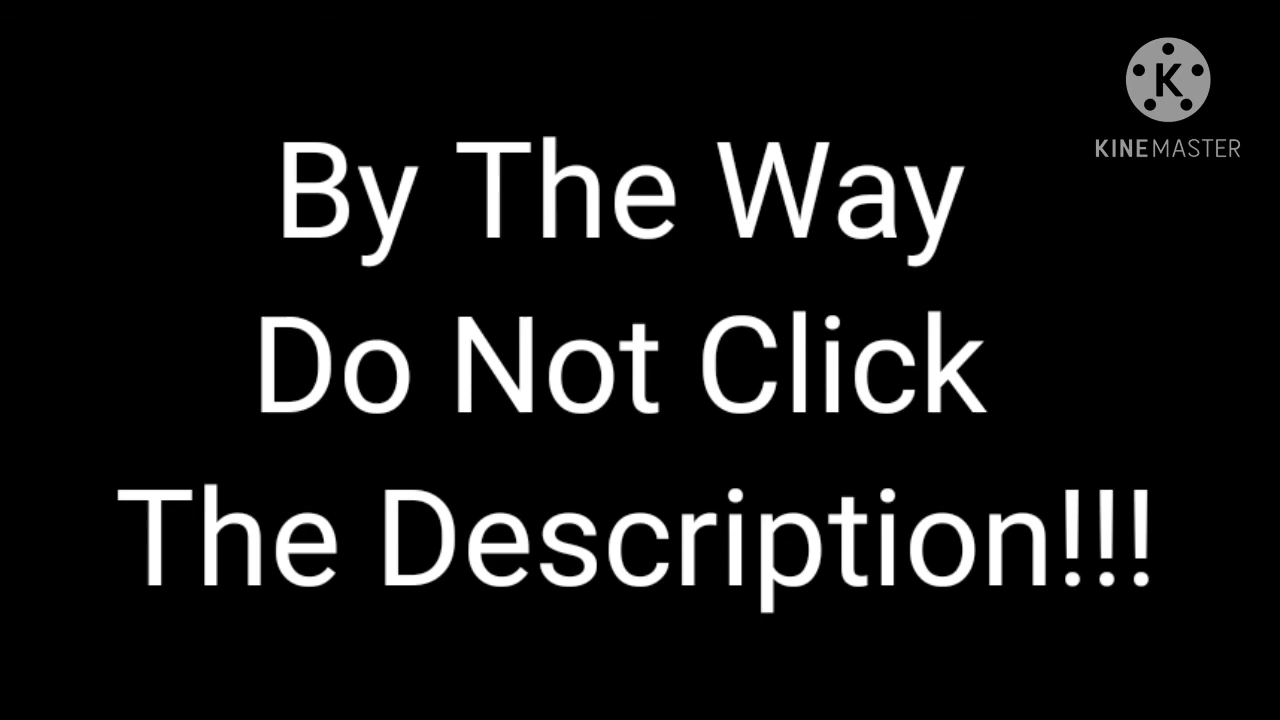 K
KINEMASTER
By The Way
Do Not Click
The Description!!!